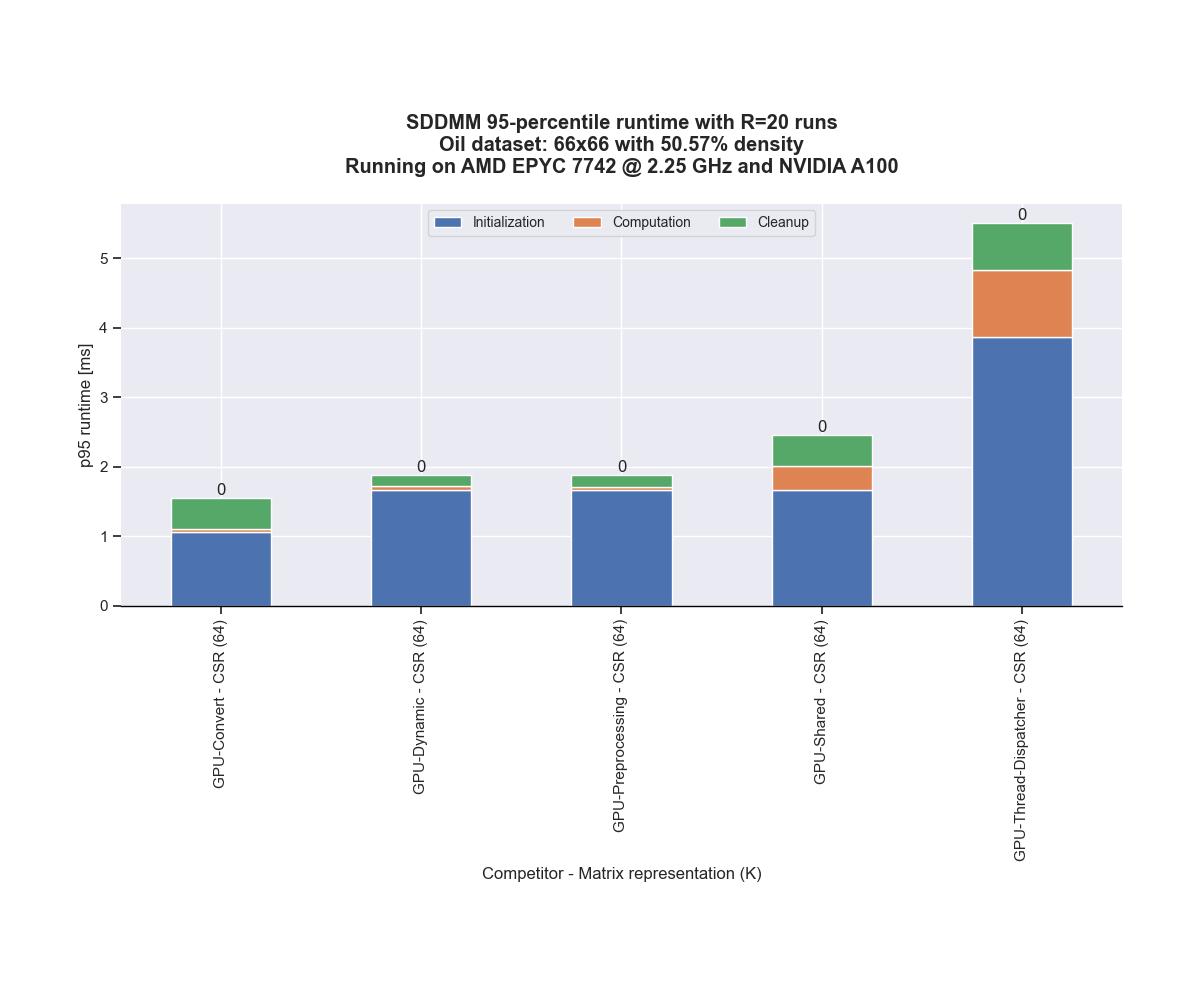 SDDMM 95-percentile runtime with R=20 runs
Oil dataset: 66x66 with 50.57% density
Running on AMD EPYC 7742 @ 2.25 GHz and NVIDIA A100
Initialization
Computation
Cleanup
p95 runtime [ms]
5
4
3
2
1
0
0
0
0
0
0
GPU-Convert - CSR (64)
GPU-Dynamic - CSR (64)
GPU-Preprocessing - CSR (64)
GPU-Shared - CSR (64)
GPU-Thread-Dispatcher - CSR (64)
Competitor - Matrix representation (K)